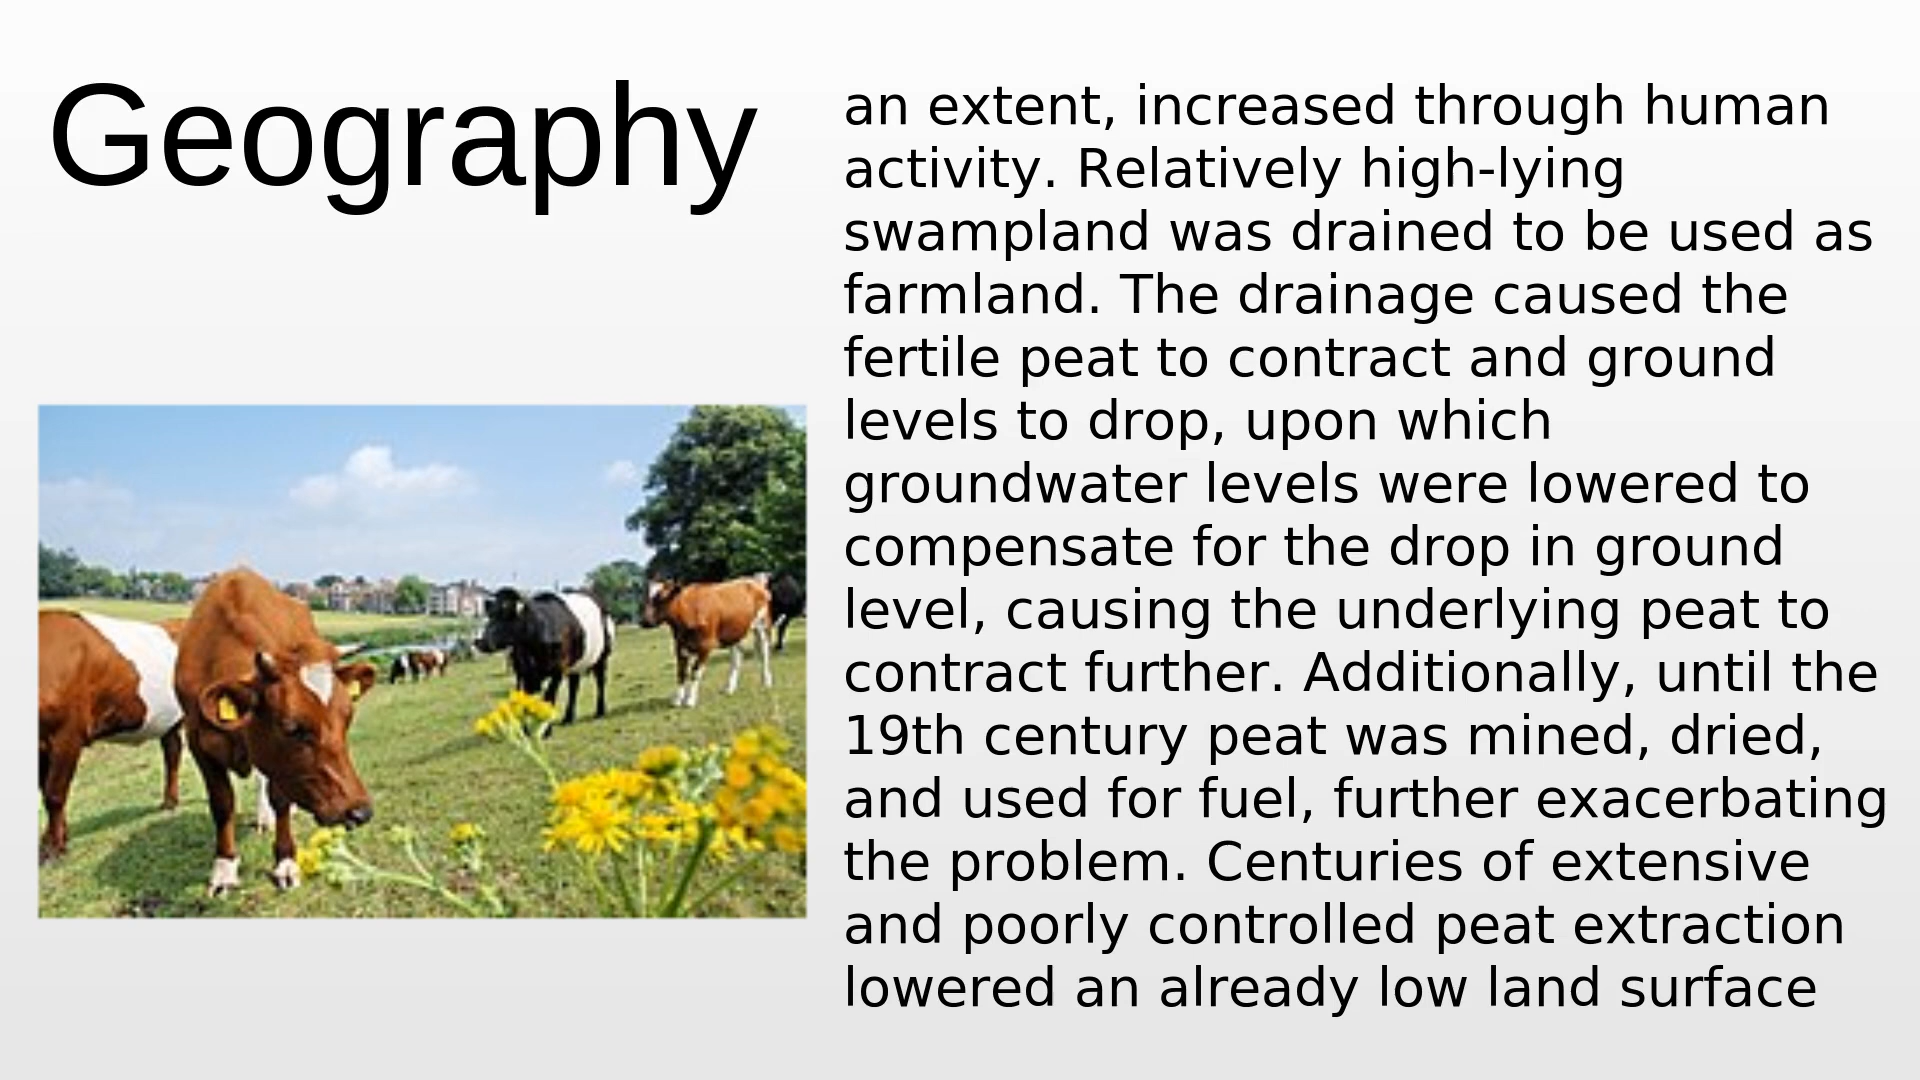 Geography
an extent, increased through human
activity. Relatively high-lying
swampland was drained to be used as
farmland. The drainage caused the
fertile peat to contract and ground
levels to drop, upon which
groundwater levels were lowered to
compensate for the drop in ground
level, causing the underlying peat to
contract further. Additionally, until the
19th century peat was mined, dried,
and used for fuel, further exacerbating
the problem. Centuries of extensive
and poorly controlled peat extraction
lowered an already low land surface